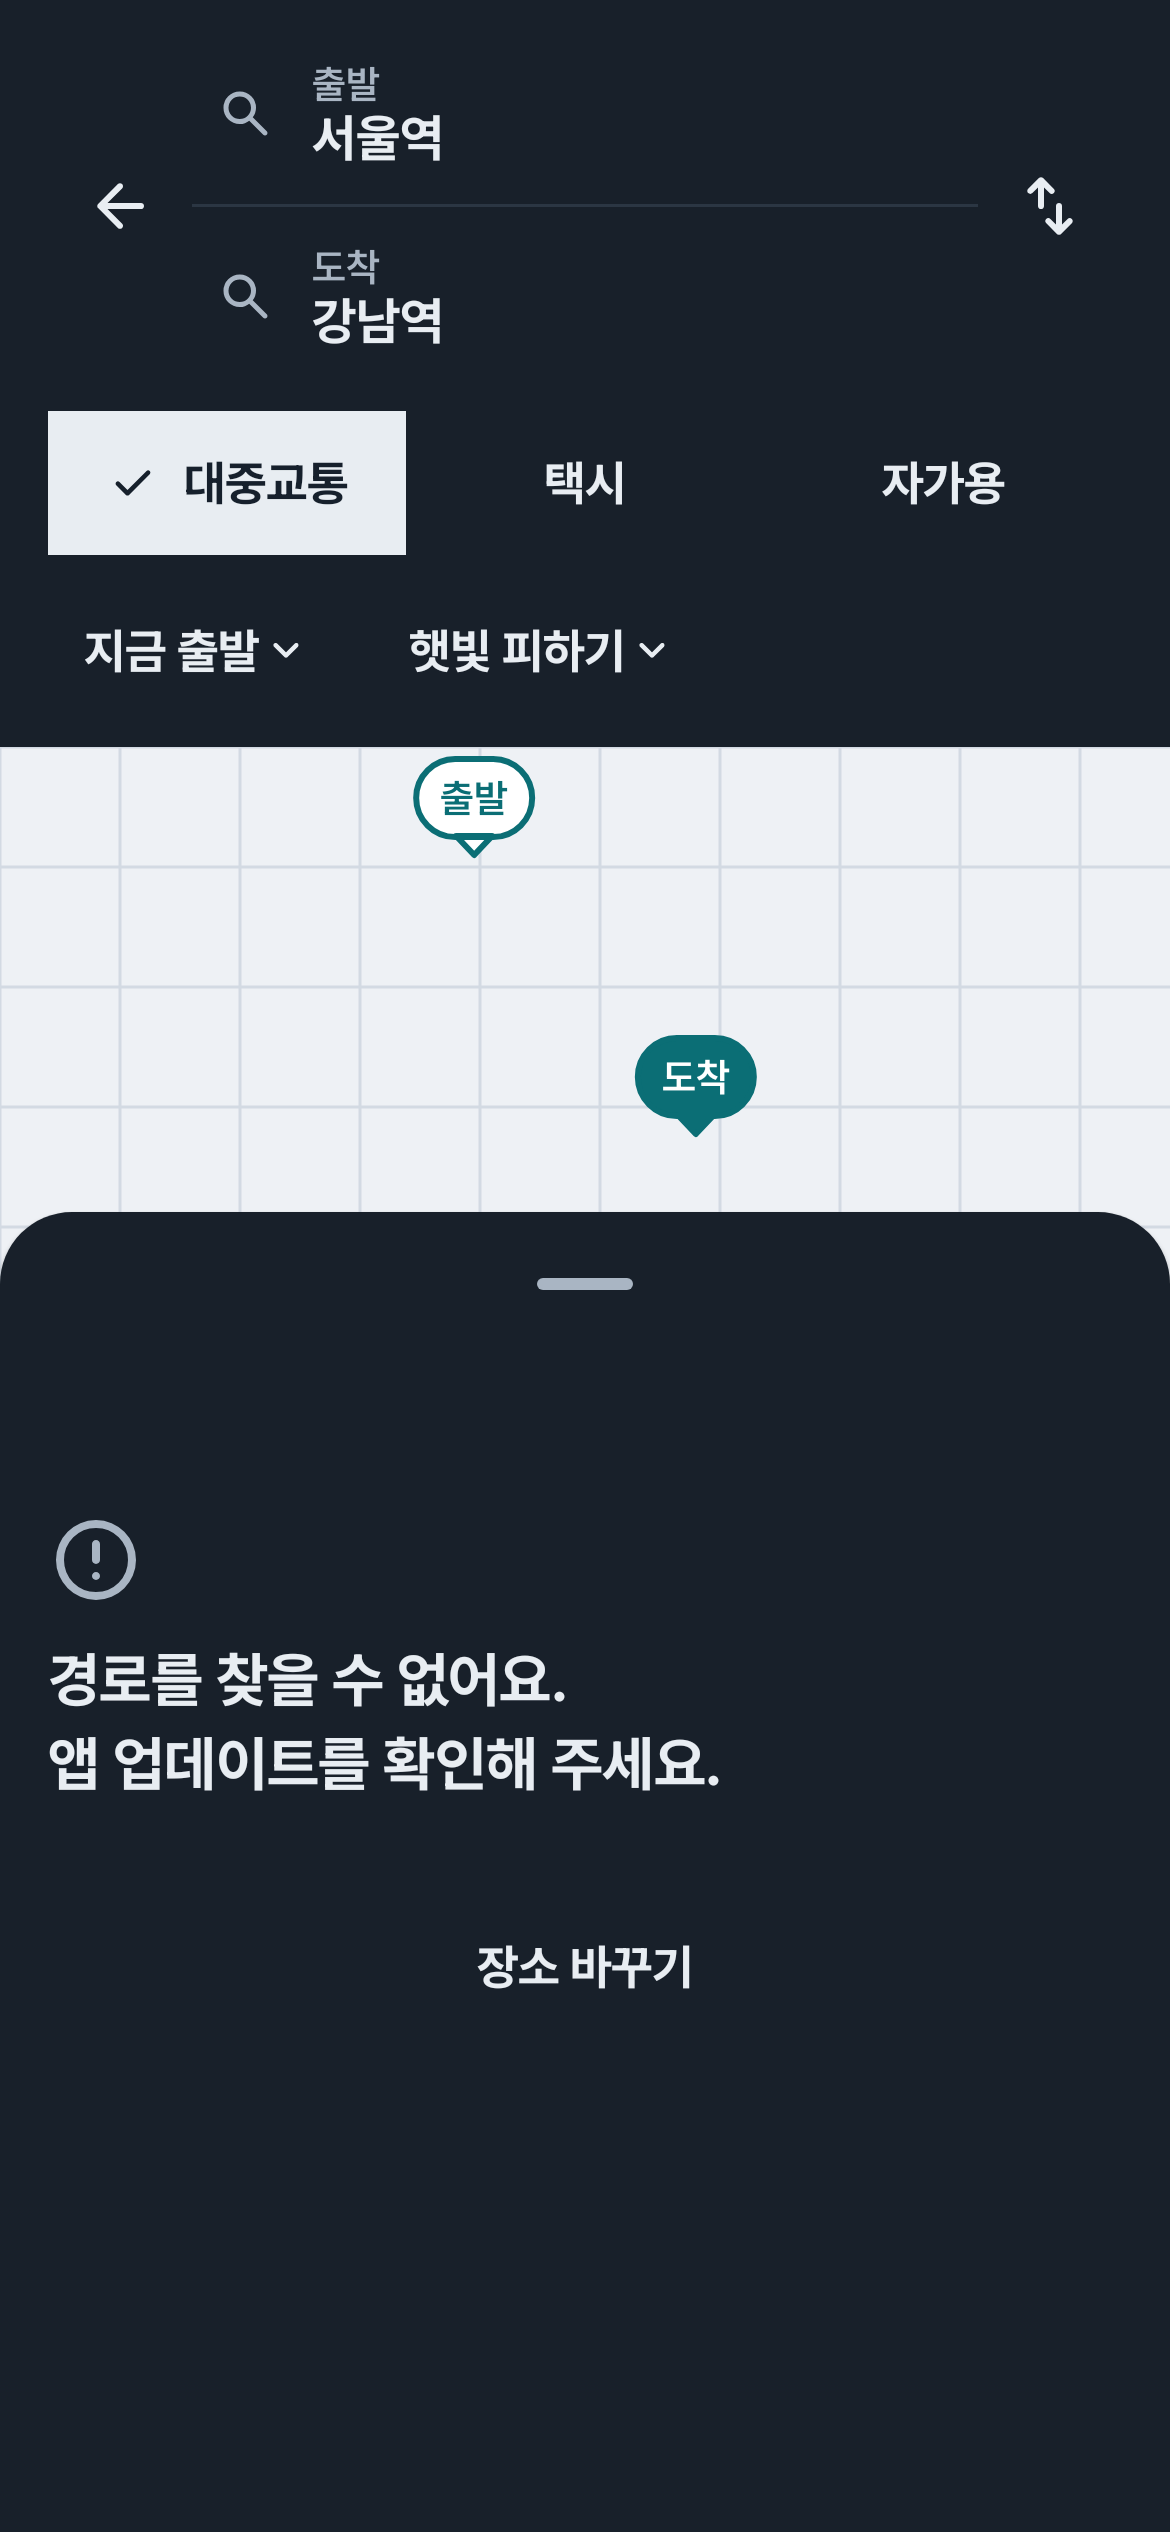 출발
서울역
도착
강남역
대중교통
택시
자가용
지금 출발
햇빛 피하기
출발
도착
경로를 찾을 수 없어요.
앱 업데이트를 확인해 주세요.
장소 바꾸기